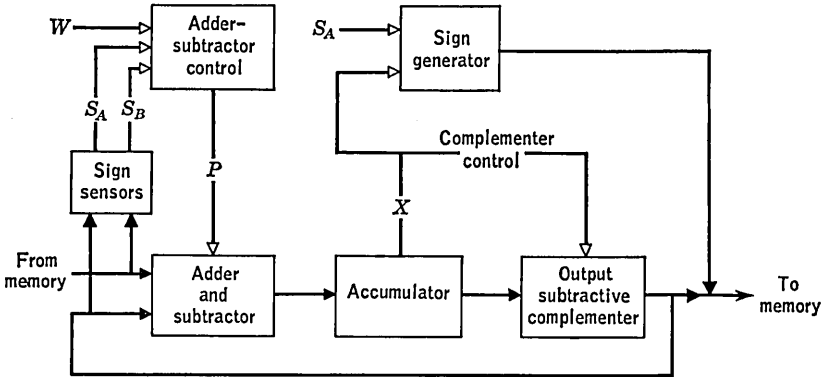 W
Adder-
subtractor
control
S_A
S_B
Sign
sensors
P
From
memory
Adder
and
subtractor
S_A
Sign
generator
Complementer
control
X
Accumulator
Output
subtractive
complementer
To
memory